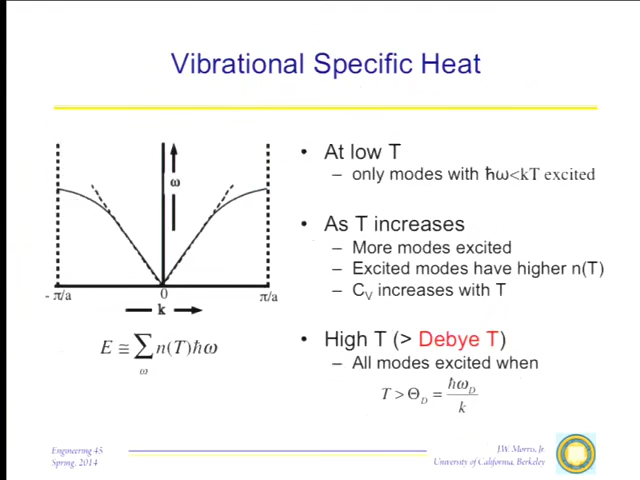 Vibrational Specific Heat
ω
- π/a
0
π/a
k
E ≅ ∑ n(T)ħω
ω
• At low T
– only modes with ħω<kT excited
• As T increases
– More modes excited
– Excited modes have higher n(T)
– C_V increases with T
• High T (> Debye T)
– All modes excited when
T > Θ_D = ħω_D / k
Engineering 45
Spring, 2014
J.W. Morris, Jr
University of California, Berkeley